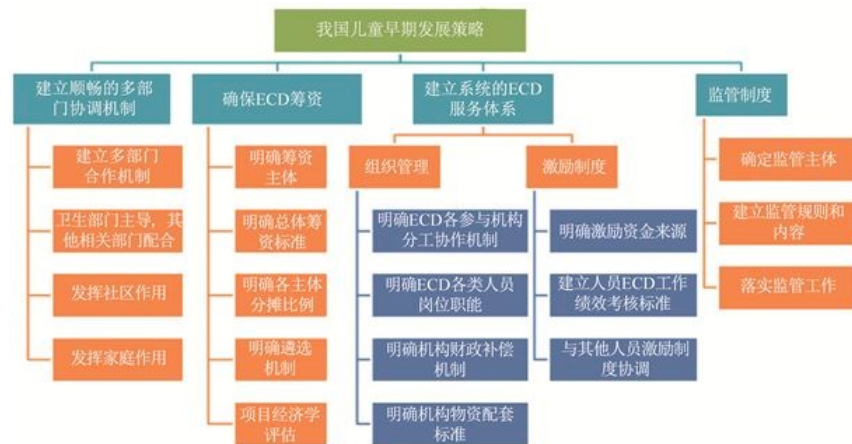 我国儿童早期发展策略
建立顺畅的多部
门协调机制
建立多部门
合作机制
卫生部门主导，其
他相关部门配合
发挥社区作用
发挥家庭作用
确保ECD筹资
明确筹资
主体
明确总体筹
资标准
明确各主体
分摊比例
明确遴选
机制
项目经济学
评估
建立系统的ECD
服务体系
组织管理
明确ECD各参与机构
分工协作机制
明确ECD各类人员
岗位职能
明确机构财政补偿
机制
明确机构物资配套
标准
激励制度
明确激励资金来源
建立人员ECD工作
绩效考核标准
与其他人员激励制
度协调
监管制度
确定监管主体
建立监管规则和
内容
落实监管工作